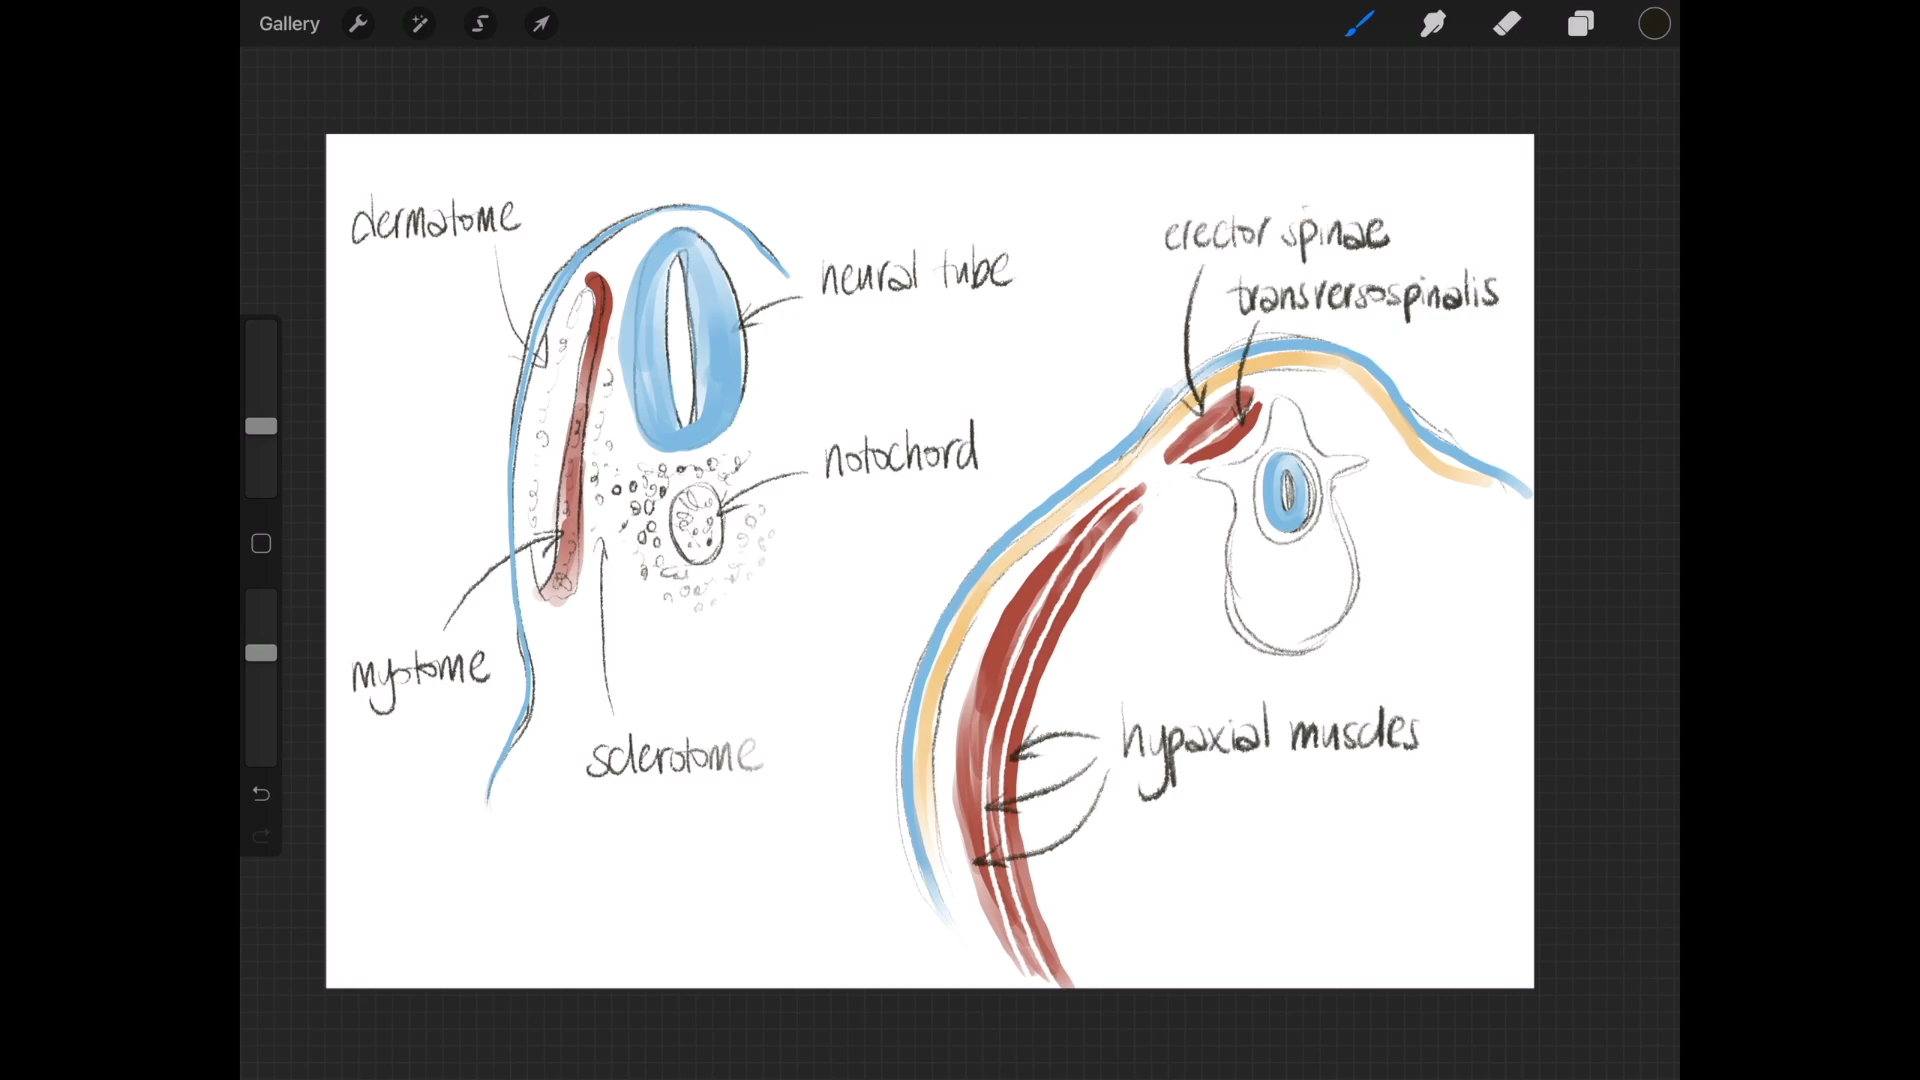 Gallery
dermatome
neural tube
notochord
myotome
sclerotome
erector spinae
transversospinalis
hypaxial muscles